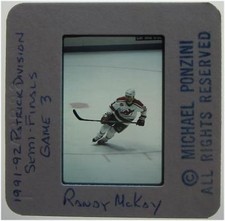 1991-92 PATRICK DIVISION
SEMI-FINALS
GAME 3
© MICHAEL PONZINI
ALL RIGHTS RESERVED
Randy McKay